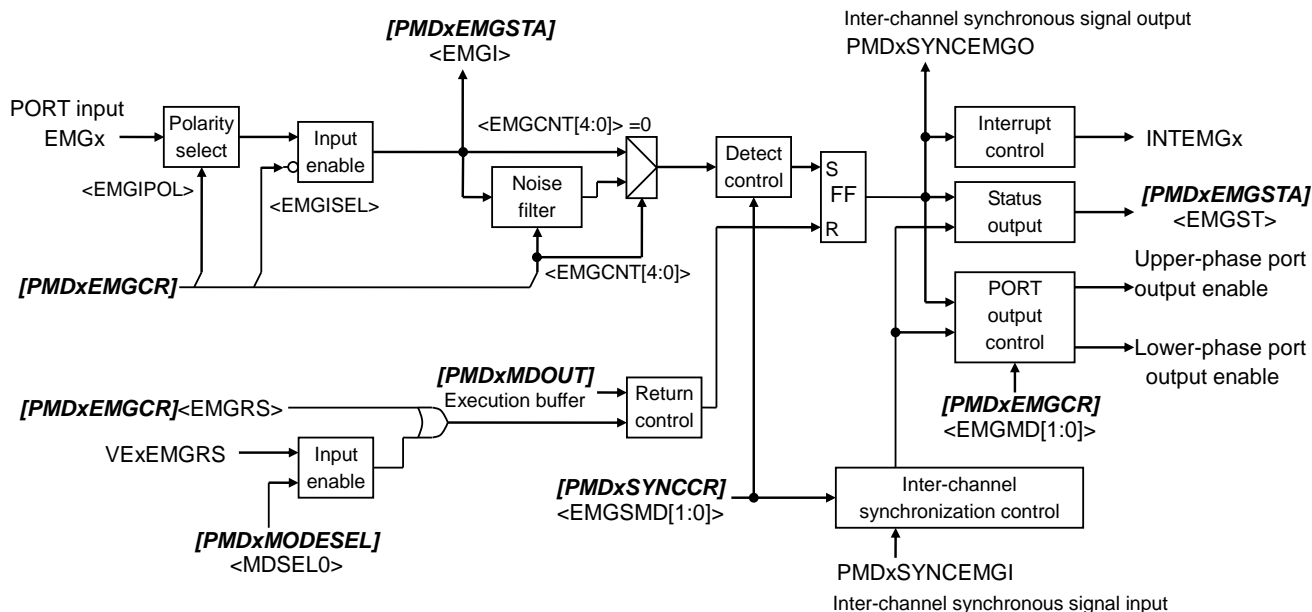 Inter-channel synchronous signal output
PMDxSYNCEMGO
[PMDxEMGSTA]
<EMGI>
PORT input
EMGx
Polarity
select
Input
enable
<EMGCNT[4:0]> =0
Noise
filter
Detect
control
S
FF
R
Interrupt
control
INTEMGx
Status
output
[PMDxEMGSTA]
<EMGST>
<EMGIPOL>
<EMGISEL>
<EMGCNT[4:0]>
[PMDxEMGCR]
PORT
output
control
Upper-phase port
output enable
Lower-phase port
output enable
[PMDxEMGCR]
<EMGMD[1:0]>
[PMDxMDOUT]
Execution buffer
Return
control
[PMDxEMGCR]<EMGRS>
VExEMGRS
Input
enable
[PMDxMODESEL]
<MDSEL0>
[PMDxSYNCCR]
<EMGSMD[1:0]>
Inter-channel
synchronization control
PMDxSYNCEMGI
Inter-channel synchronous signal input